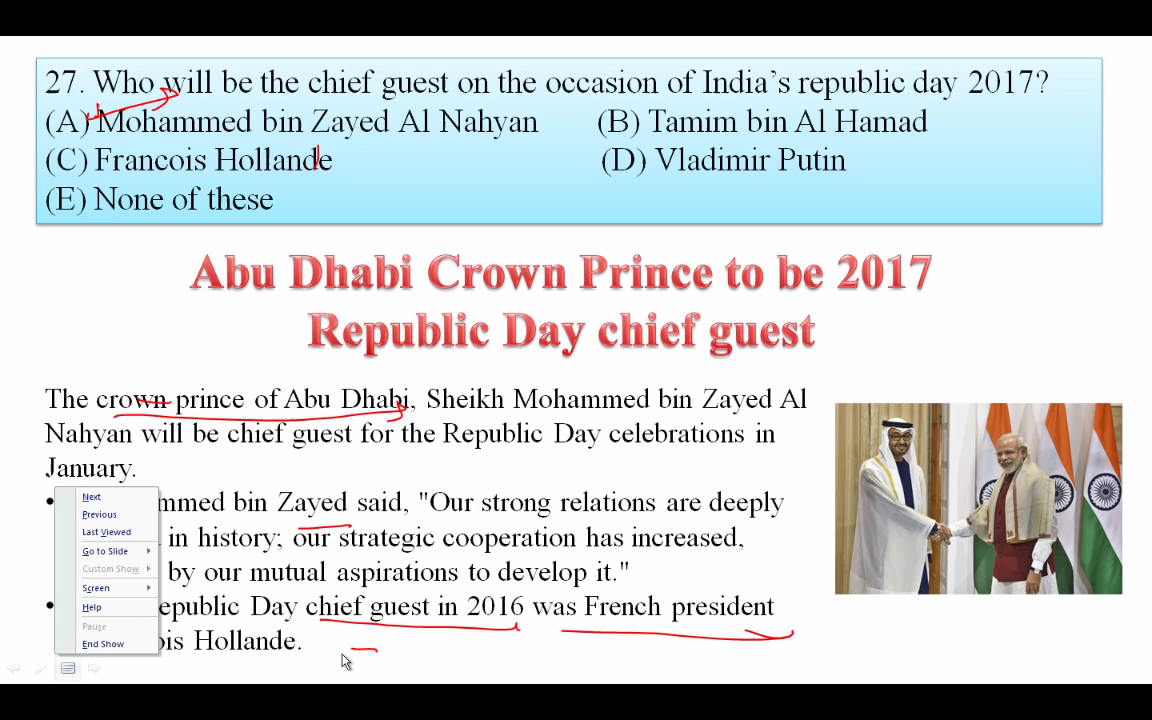 27. Who will be the chief guest on the occasion of India's republic day 2017?
(A) Mohammed bin Zayed Al Nahyan (B) Tamim bin Al Hamad
(C) Francois Hollande (D) Vladimir Putin
(E) None of these
Abu Dhabi Crown Prince to be 2017
Republic Day chief guest
The crown prince of Abu Dhabi, Sheikh Mohammed bin Zayed Al
Nahyan will be chief guest for the Republic Day celebrations in
January.
• mmed bin Zayed said, "Our strong relations are deeply
in history; our strategic cooperation has increased,
by our mutual aspirations to develop it."
• epublic Day chief guest in 2016 was French president
ois Hollande.
Next
Previous
Last Viewed
Go to Slide
Custom Show
Screen
Help
Pause
End Show